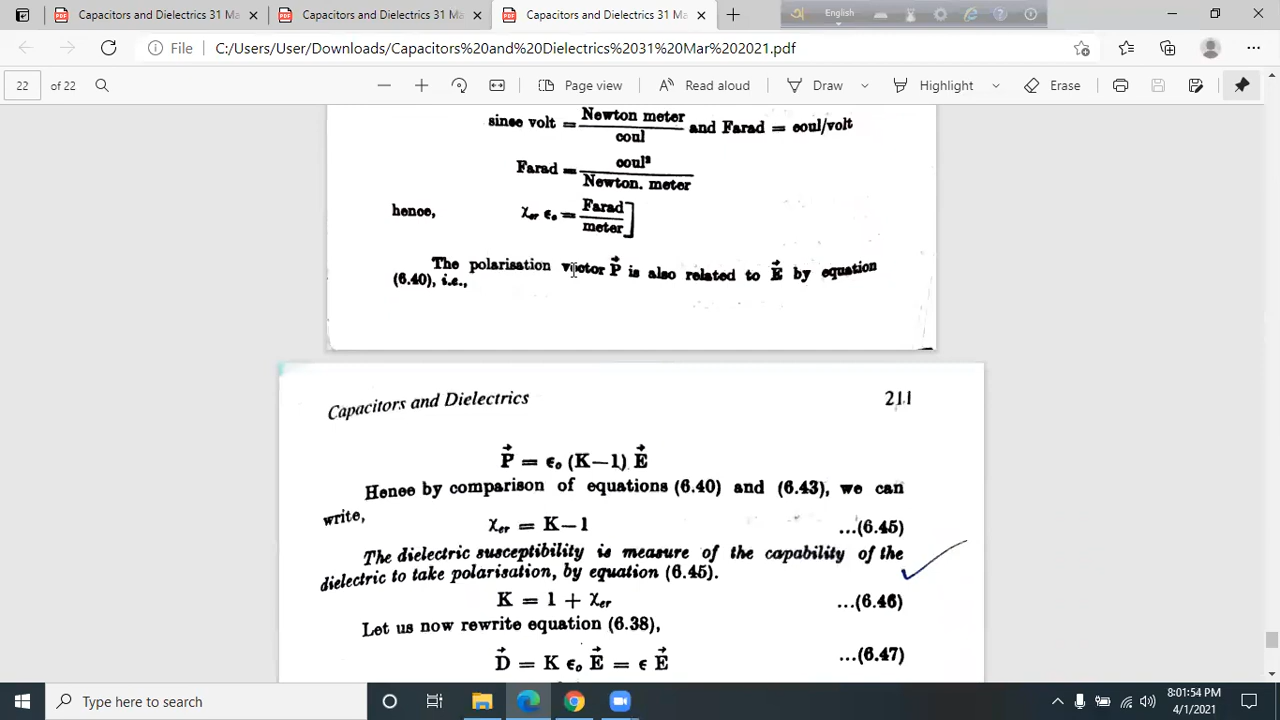 Capacitors and Dielectrics 31 Ma
Capacitors and Dielectrics 31 Ma
Capacitors and Dielectrics 31 Mar
English
File
C:/Users/User/Downloads/Capacitors%20and%20Dielectrics%2031%20Mar%202021.pdf
22 of 22
Page view
Read aloud
Draw
Highlight
Erase
since volt = Newton meter / coul and Farad = coul/volt
Farad = coul² / Newton. meter
hence, χer ϵo = Farad / meter ]
The polarisation vector P⃗ is also related to E⃗ by equation
(6.40), i.e.,
Capacitors and Dielectrics 211
P⃗ = ϵo (K—1) E⃗
Hence by comparison of equations (6.40) and (6.43), we can
write,
χer = K—1 ...(6.45)
The dielectric susceptibility is measure of the capability of the
dielectric to take polarisation, by equation (6.45).
K = 1 + χer ...(6.46)
Let us now rewrite equation (6.38),
D⃗ = K ϵo E⃗ = ϵ E⃗ ...(6.47)
Type here to search
8:01:54 PM
4/1/2021